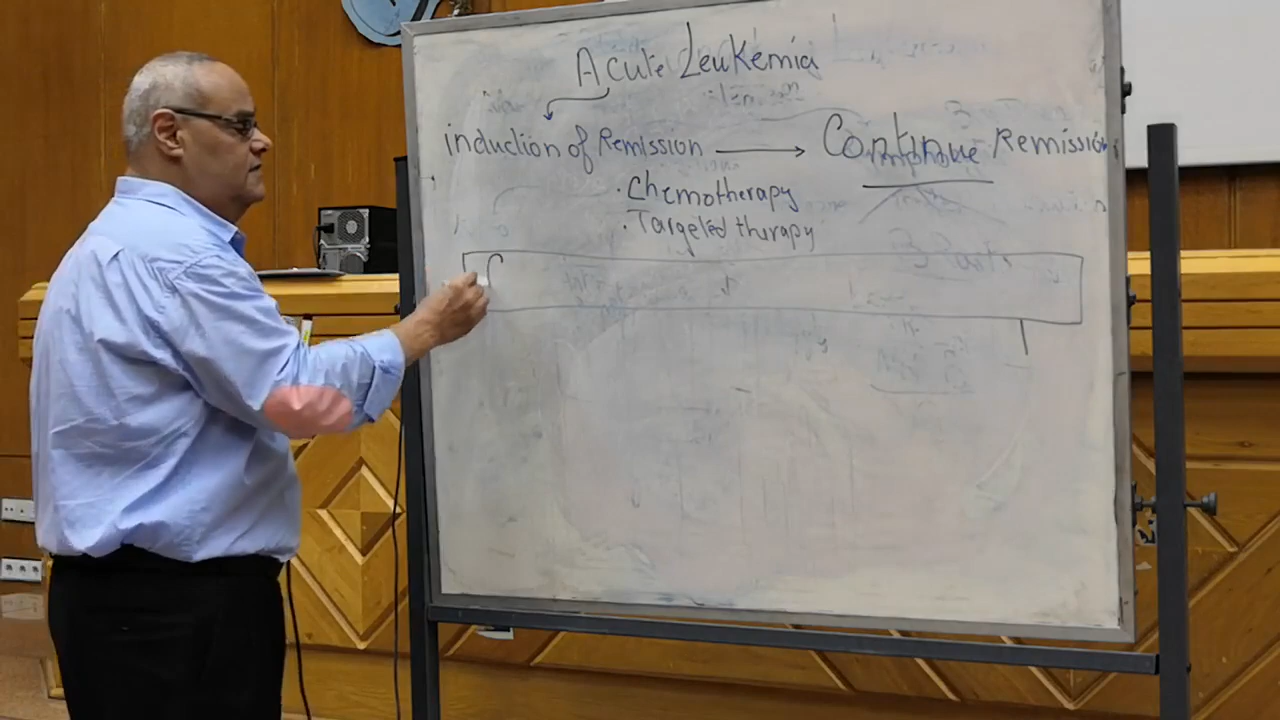 Acute Leukemia
induction of Remission → Continue Remission
. Chemotherapy
. Targeted therapy